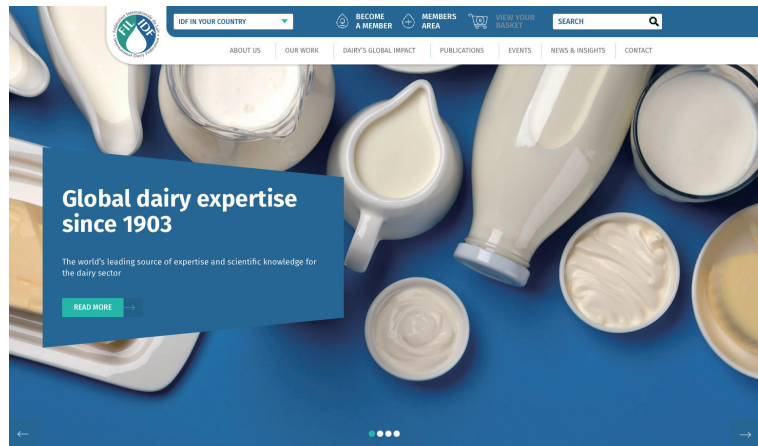 FIL
IDF
IDF IN YOUR COUNTRY
BECOME
A MEMBER
MEMBERS
AREA
VIEW YOUR
BASKET
SEARCH
ABOUT US
OUR WORK
DAIRY'S GLOBAL IMPACT
PUBLICATIONS
EVENTS
NEWS & INSIGHTS
CONTACT
Global dairy expertise
since 1903
The world's leading source of expertise and scientific knowledge for
the dairy sector
READ MORE